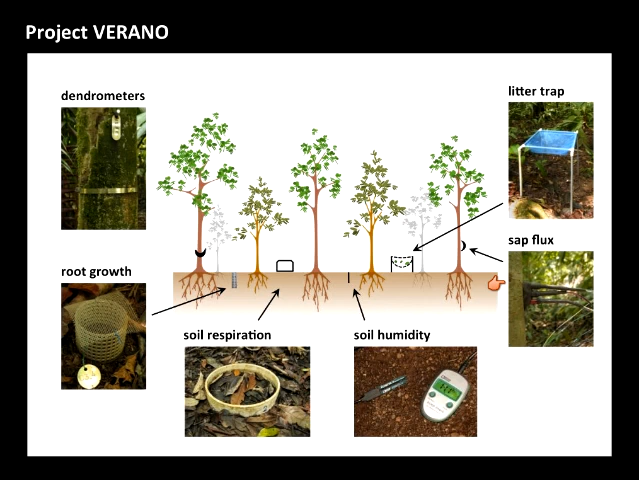 Project VERANO
dendrometers
litter trap
sap flux
root growth
soil respiration
soil humidity